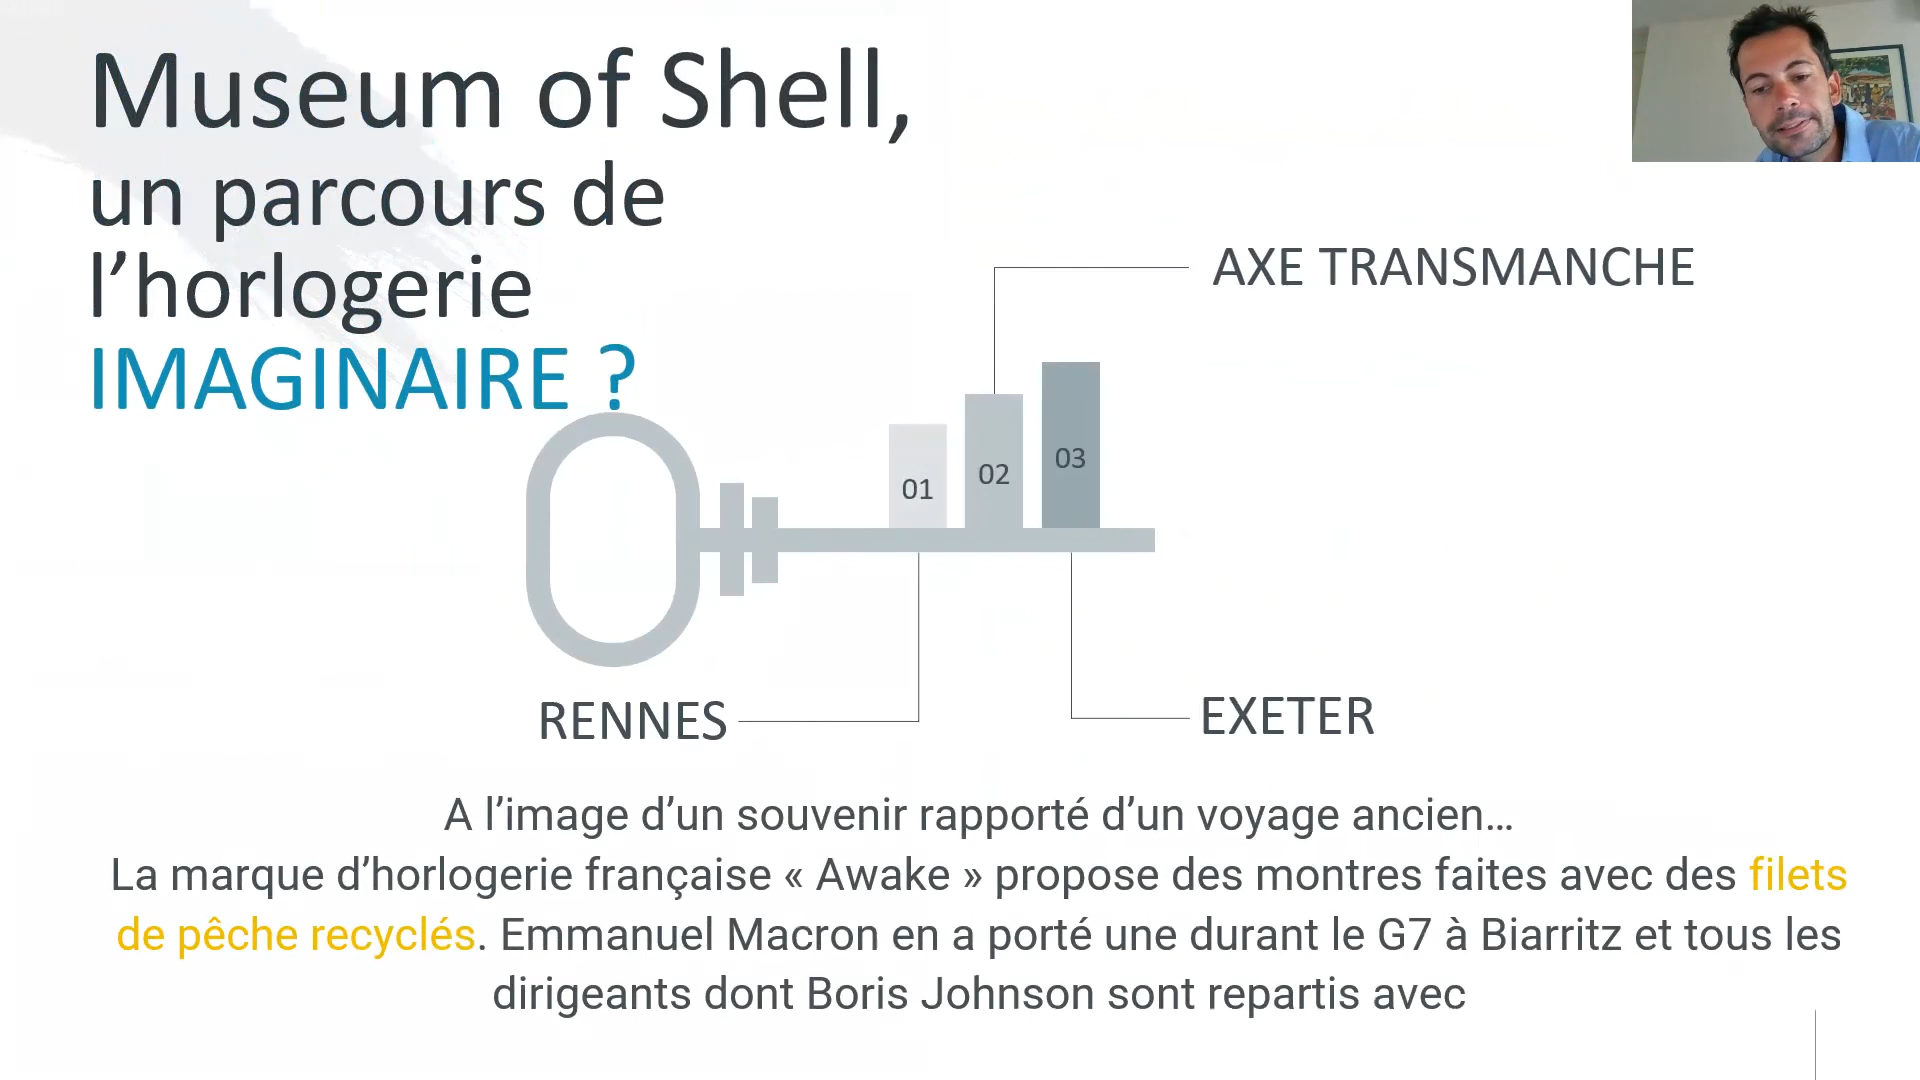 Museum of Shell,
un parcours de
l’horlogerie
IMAGINAIRE ?
AXE TRANSMANCHE
01
02
03
RENNES
EXETER
A l’image d’un souvenir rapporté d’un voyage ancien…
La marque d’horlogerie française « Awake » propose des montres faites avec des filets
de pêche recyclés. Emmanuel Macron en a porté une durant le G7 à Biarritz et tous les
dirigeants dont Boris Johnson sont repartis avec